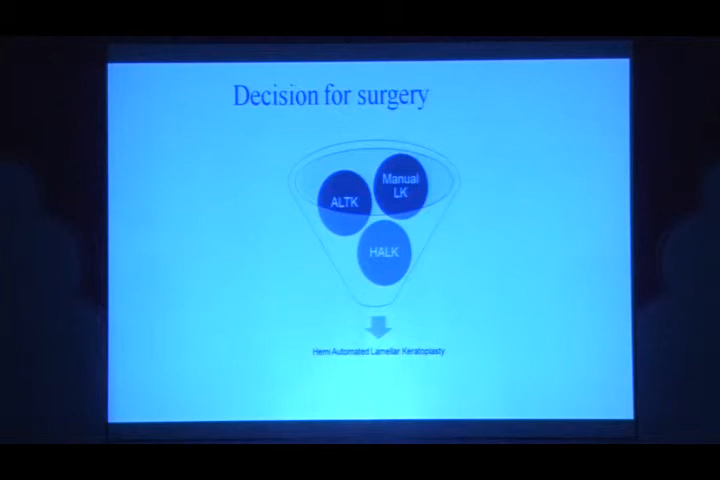 Decision for surgery
Manual
LK
ALTK
HALK
Hemi Automated Lamellar Keratoplasty